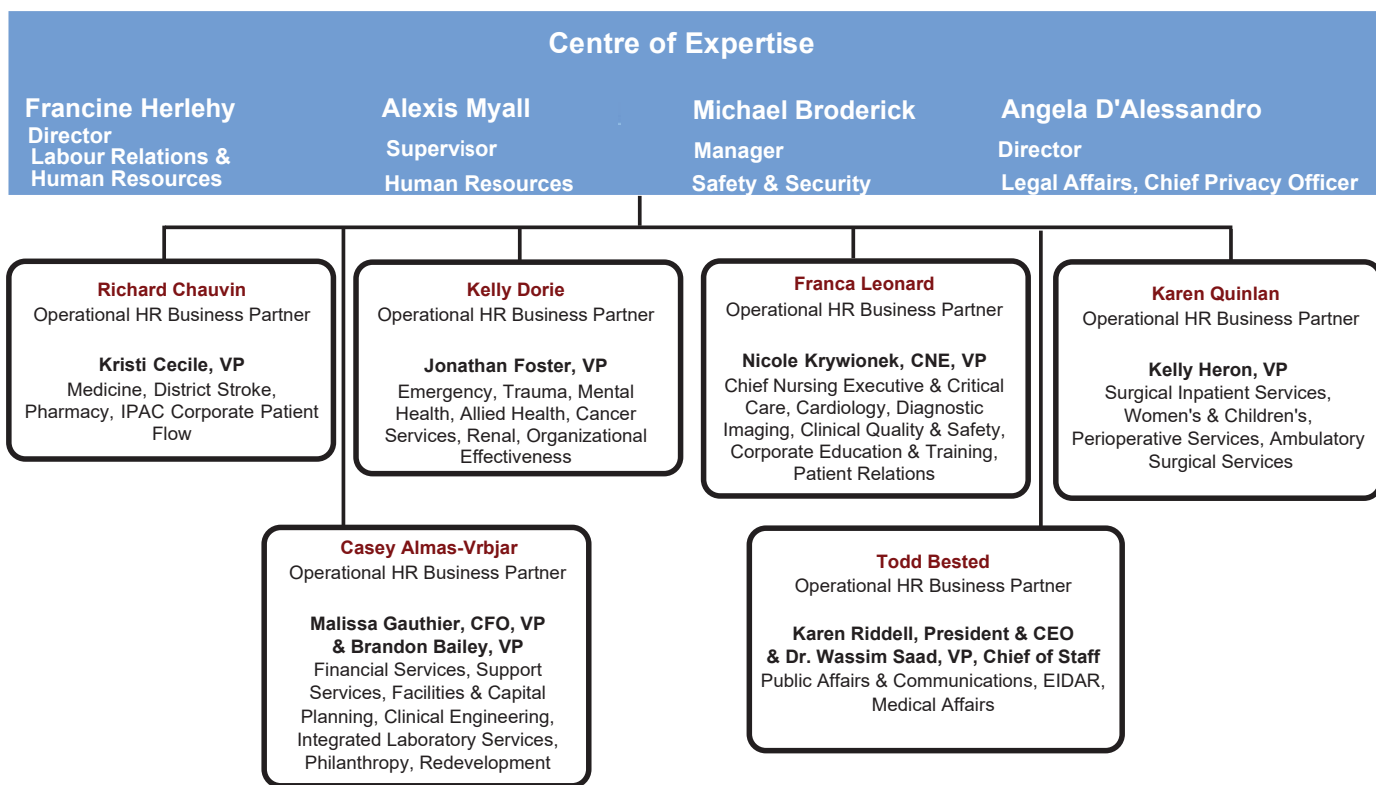 Centre of Expertise
Francine Herlehy
Director
Labour Relations &
Human Resources
Alexis Myall
Supervisor
Human Resources
Michael Broderick
Manager
Safety & Security
Angela D'Alessandro
Director
Legal Affairs, Chief Privacy Officer
Richard Chauvin
Operational HR Business Partner
Kristi Cecile, VP
Medicine, District Stroke,
Pharmacy, IPAC Corporate Patient
Flow
Kelly Dorie
Operational HR Business Partner
Jonathan Foster, VP
Emergency, Trauma, Mental
Health, Allied Health, Cancer
Services, Renal, Organizational
Effectiveness
Franca Leonard
Operational HR Business Partner
Nicole Krywionek, CNE, VP
Chief Nursing Executive & Critical
Care, Cardiology, Diagnostic
Imaging, Clinical Quality & Safety,
Corporate Education & Training,
Patient Relations
Karen Quinlan
Operational HR Business Partner
Kelly Heron, VP
Surgical Inpatient Services,
Women's & Children's,
Perioperative Services, Ambulatory
Surgical Services
Casey Almas-Vrbjar
Operational HR Business Partner
Malissa Gauthier, CFO, VP
& Brandon Bailey, VP
Financial Services, Support
Services, Facilities & Capital
Planning, Clinical Engineering,
Integrated Laboratory Services,
Philanthropy, Redevelopment
Todd Bested
Operational HR Business Partner
Karen Riddell, President & CEO
& Dr. Wassim Saad, VP, Chief of Staff
Public Affairs & Communications, EIDAR,
Medical Affairs